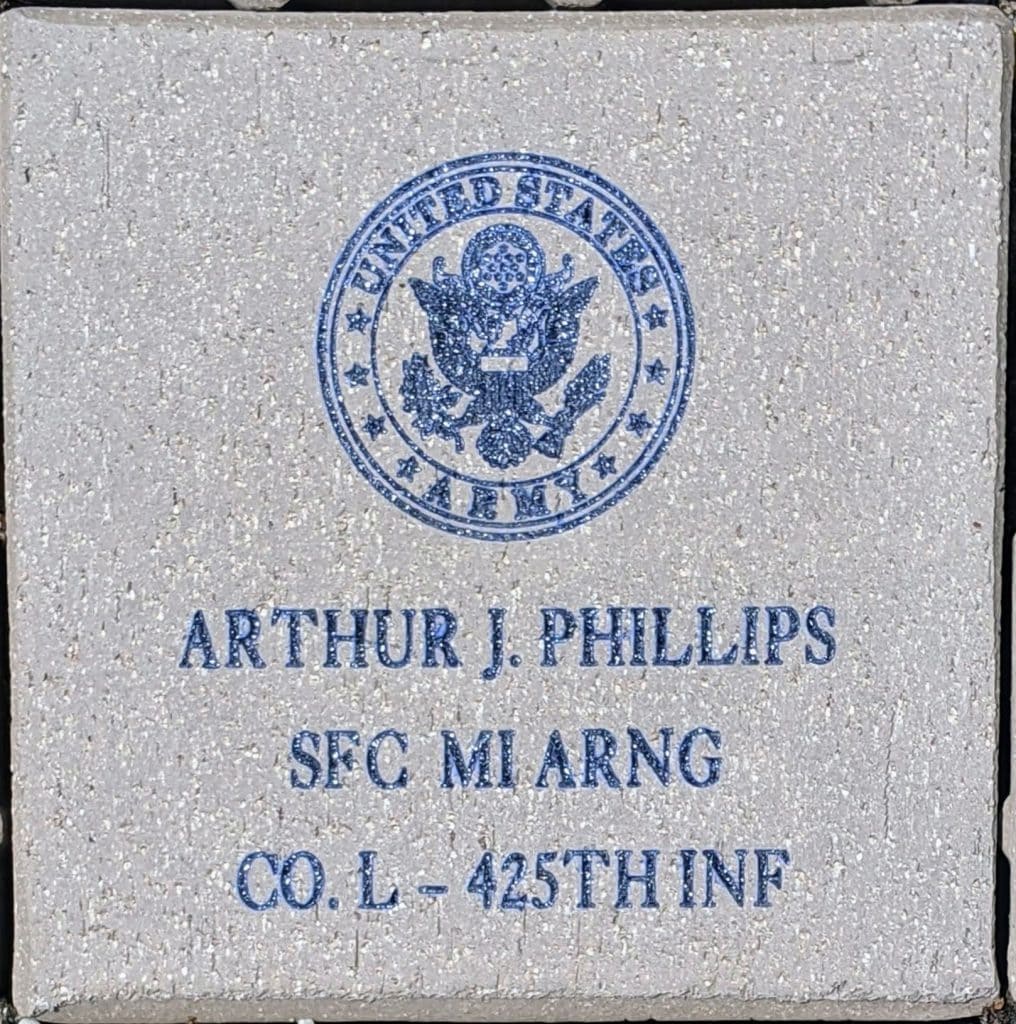 UNITED STATES
ARMY
ARTHUR J. PHILLIPS
SFC MI ARNG
CO. L - 425TH INF